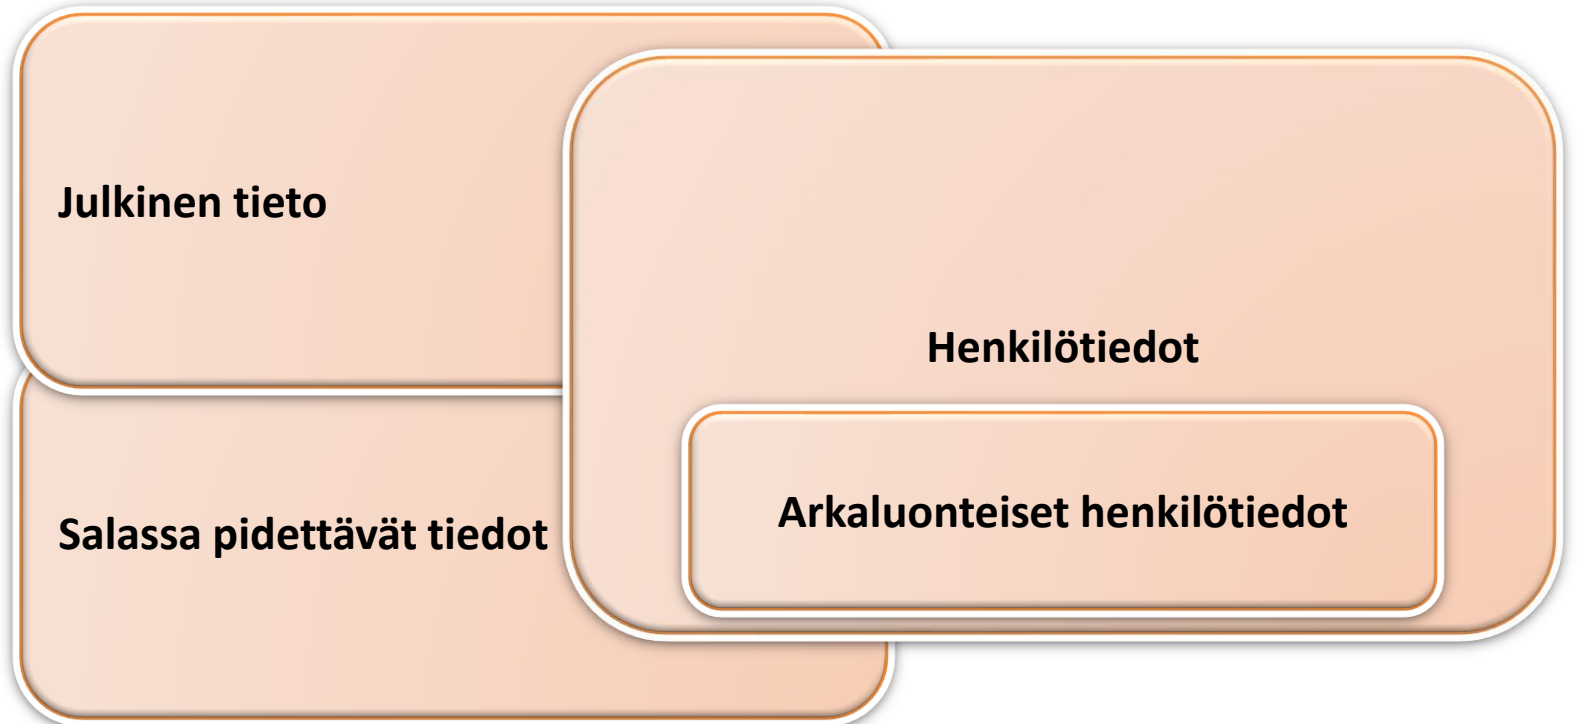 Julkinen tieto
Henkilötiedot
Salassa pidettävät tiedot
Arkaluonteiset henkilötiedot